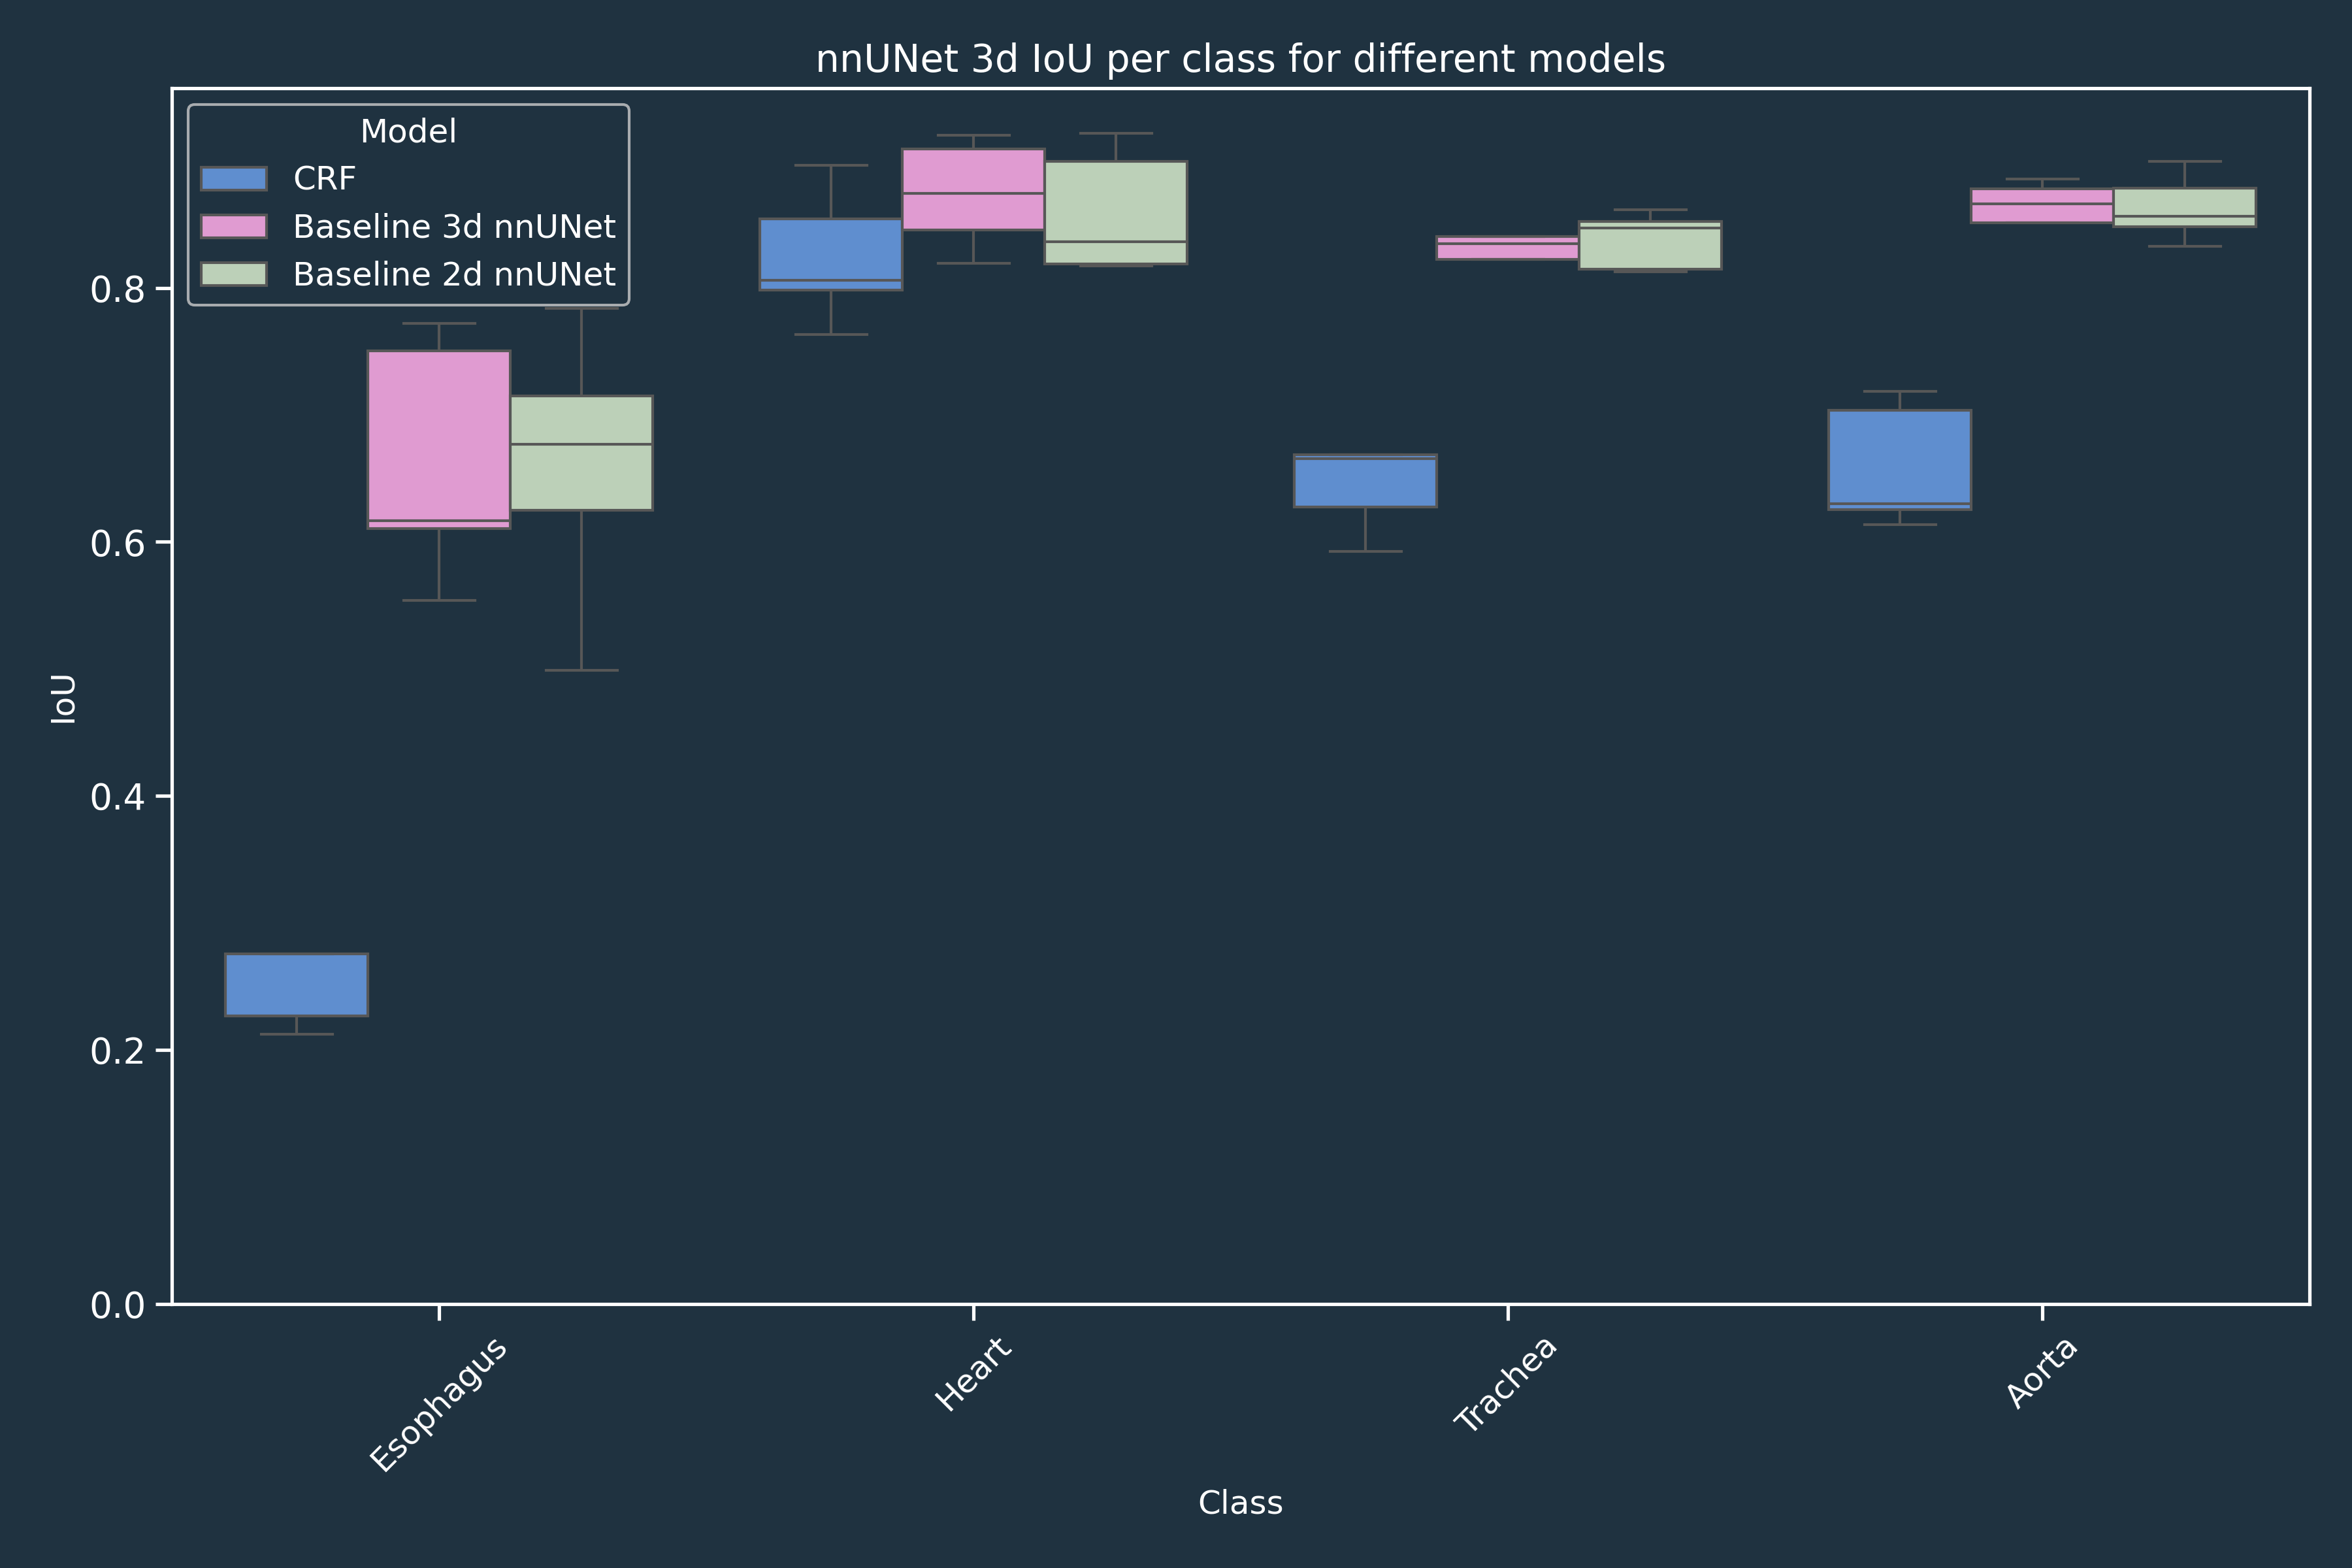 nnUNet 3d IoU per class for different models
Model
CRF
Baseline 3d nnUNet
Baseline 2d nnUNet
0.8
0.6
0.4
0.2
0.0
IoU
Esophagus
Heart
Trachea
Aorta
Class